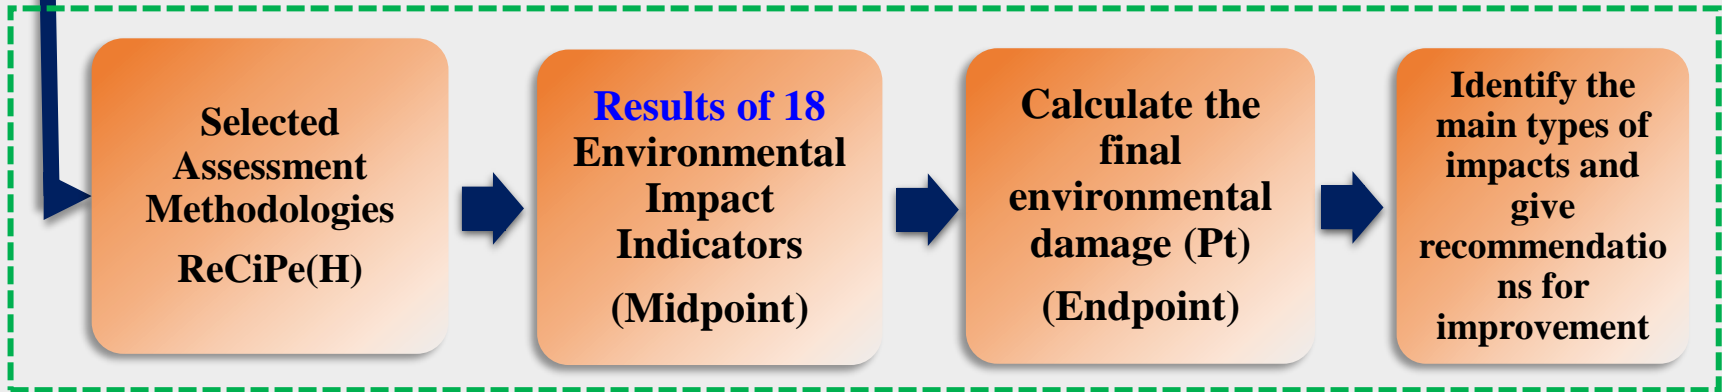 Selected
Assessment
Methodologies
ReCiPe(H)
Results of 18
Environmental
Impact
Indicators
(Midpoint)
Calculate the
final
environmental
damage (Pt)
(Endpoint)
Identify the
main types of
impacts and
give
recommendatio
ns for
improvement